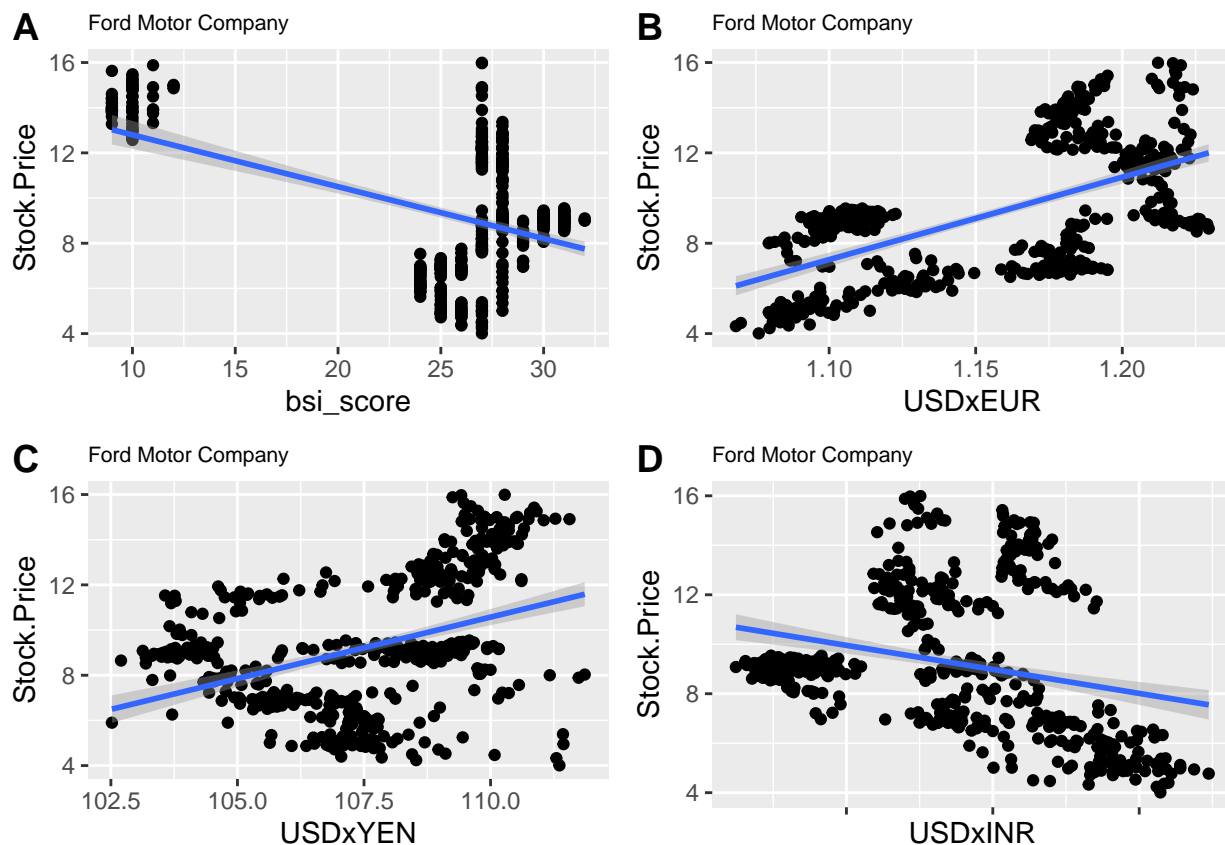 A Ford Motor Company
16
12
8
4
Stock.Price
10 15 20 25 30
bsi_score
B Ford Motor Company
16
12
8
4
Stock.Price
1.10 1.15 1.20
USDxEUR
C Ford Motor Company
16
12
8
4
Stock.Price
102.5 105.0 107.5 110.0
USDxYEN
D Ford Motor Company
16
12
8
4
Stock.Price
USDxINR